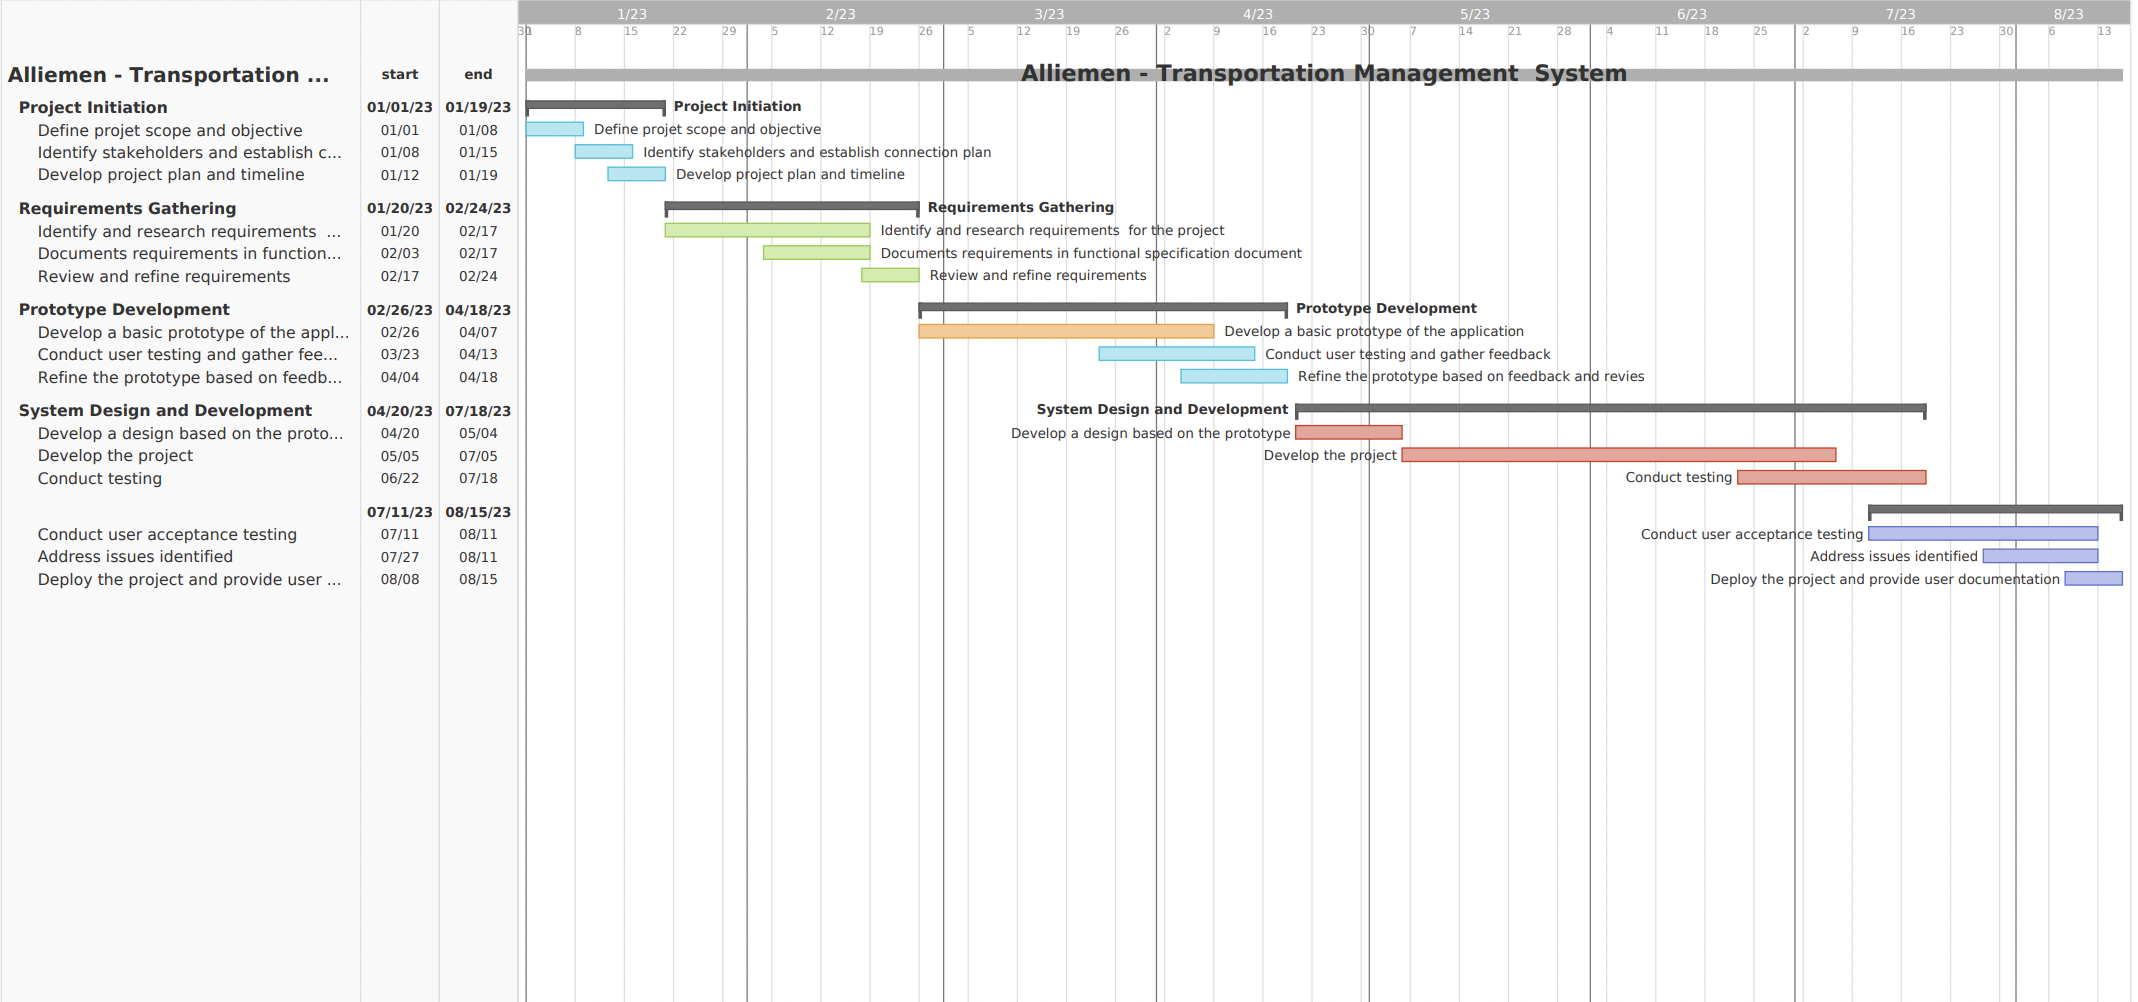 1/23 2/23 3/23 4/23 5/23 6/23 7/23 8/23
30 1 8 15 22 29 5 12 19 26 5 12 19 26 2 9 16 23 30 7 14 21 28 4 11 18 25 2 9 16 23 30 6 13
Alliemen - Transportation ... start end Alliemen - Transportation Management  System
Project Initiation 01/01/23 01/19/23 Project Initiation
Define projet scope and objective 01/01 01/08 Define projet scope and objective
Identify stakeholders and establish c... 01/08 01/15 Identify stakeholders and establish connection plan
Develop project plan and timeline 01/12 01/19 Develop project plan and timeline
Requirements Gathering 01/20/23 02/24/23 Requirements Gathering
Identify and research requirements  ... 01/20 02/17 Identify and research requirements  for the project
Documents requirements in function... 02/03 02/17 Documents requirements in functional specification document
Review and refine requirements 02/17 02/24 Review and refine requirements
Prototype Development 02/26/23 04/18/23 Prototype Development
Develop a basic prototype of the appl... 02/26 04/07 Develop a basic prototype of the application
Conduct user testing and gather fee... 03/23 04/13 Conduct user testing and gather feedback
Refine the prototype based on feedb... 04/04 04/18 Refine the prototype based on feedback and revies
System Design and Development 04/20/23 07/18/23 System Design and Development
Develop a design based on the proto... 04/20 05/04 Develop a design based on the prototype
Develop the project 05/05 07/05 Develop the project
Conduct testing 06/22 07/18 Conduct testing
07/11/23 08/15/23
Conduct user acceptance testing 07/11 08/11 Conduct user acceptance testing
Address issues identified 07/27 08/11 Address issues identified
Deploy the project and provide user ... 08/08 08/15 Deploy the project and provide user documentation